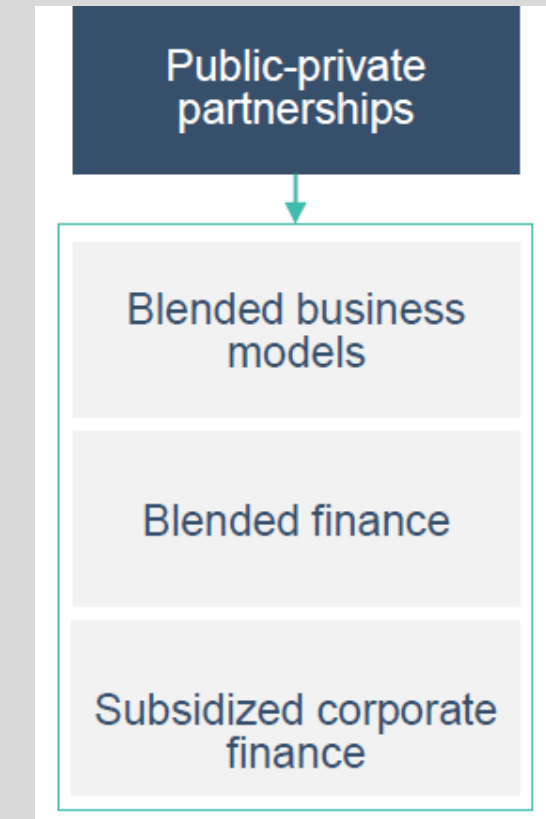 Public-private
partnerships
Blended business
models
Blended finance
Subsidized corporate
finance